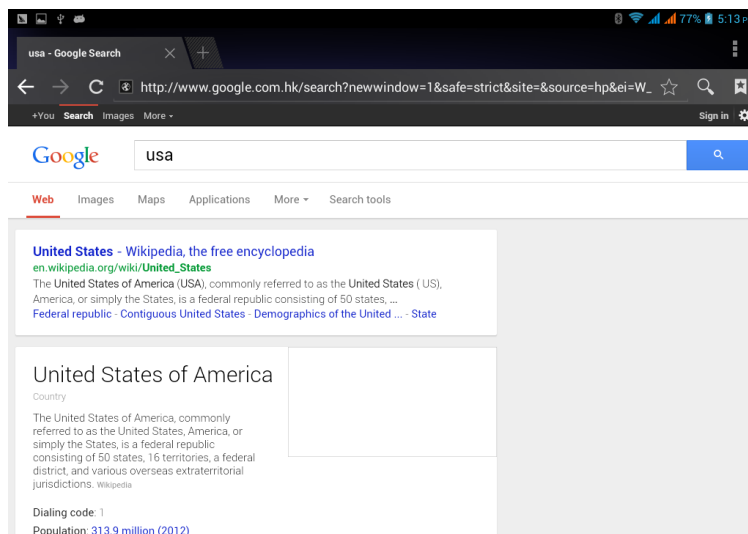 77% 5:13 P
usa - Google Search
http://www.google.com.hk/search?newwindow=1&safe=strict&site=&source=hp&ei=W_
+You Search Images More
Sign in
Google
usa
Web Images Maps Applications More Search tools
United States - Wikipedia, the free encyclopedia
en.wikipedia.org/wiki/United_States
The United States of America (USA), commonly referred to as the United States ( US),
America, or simply the States, is a federal republic consisting of 50 states, ...
Federal republic - Contiguous United States - Demographics of the United ... - State
United States of America
Country
The United States of America, commonly
referred to as the United States, America, or
simply the States, is a federal republic
consisting of 50 states, 16 territories, a federal
district, and various overseas extraterritorial
jurisdictions. Wikipedia
Dialing code: 1
Population: 313.9 million (2012)